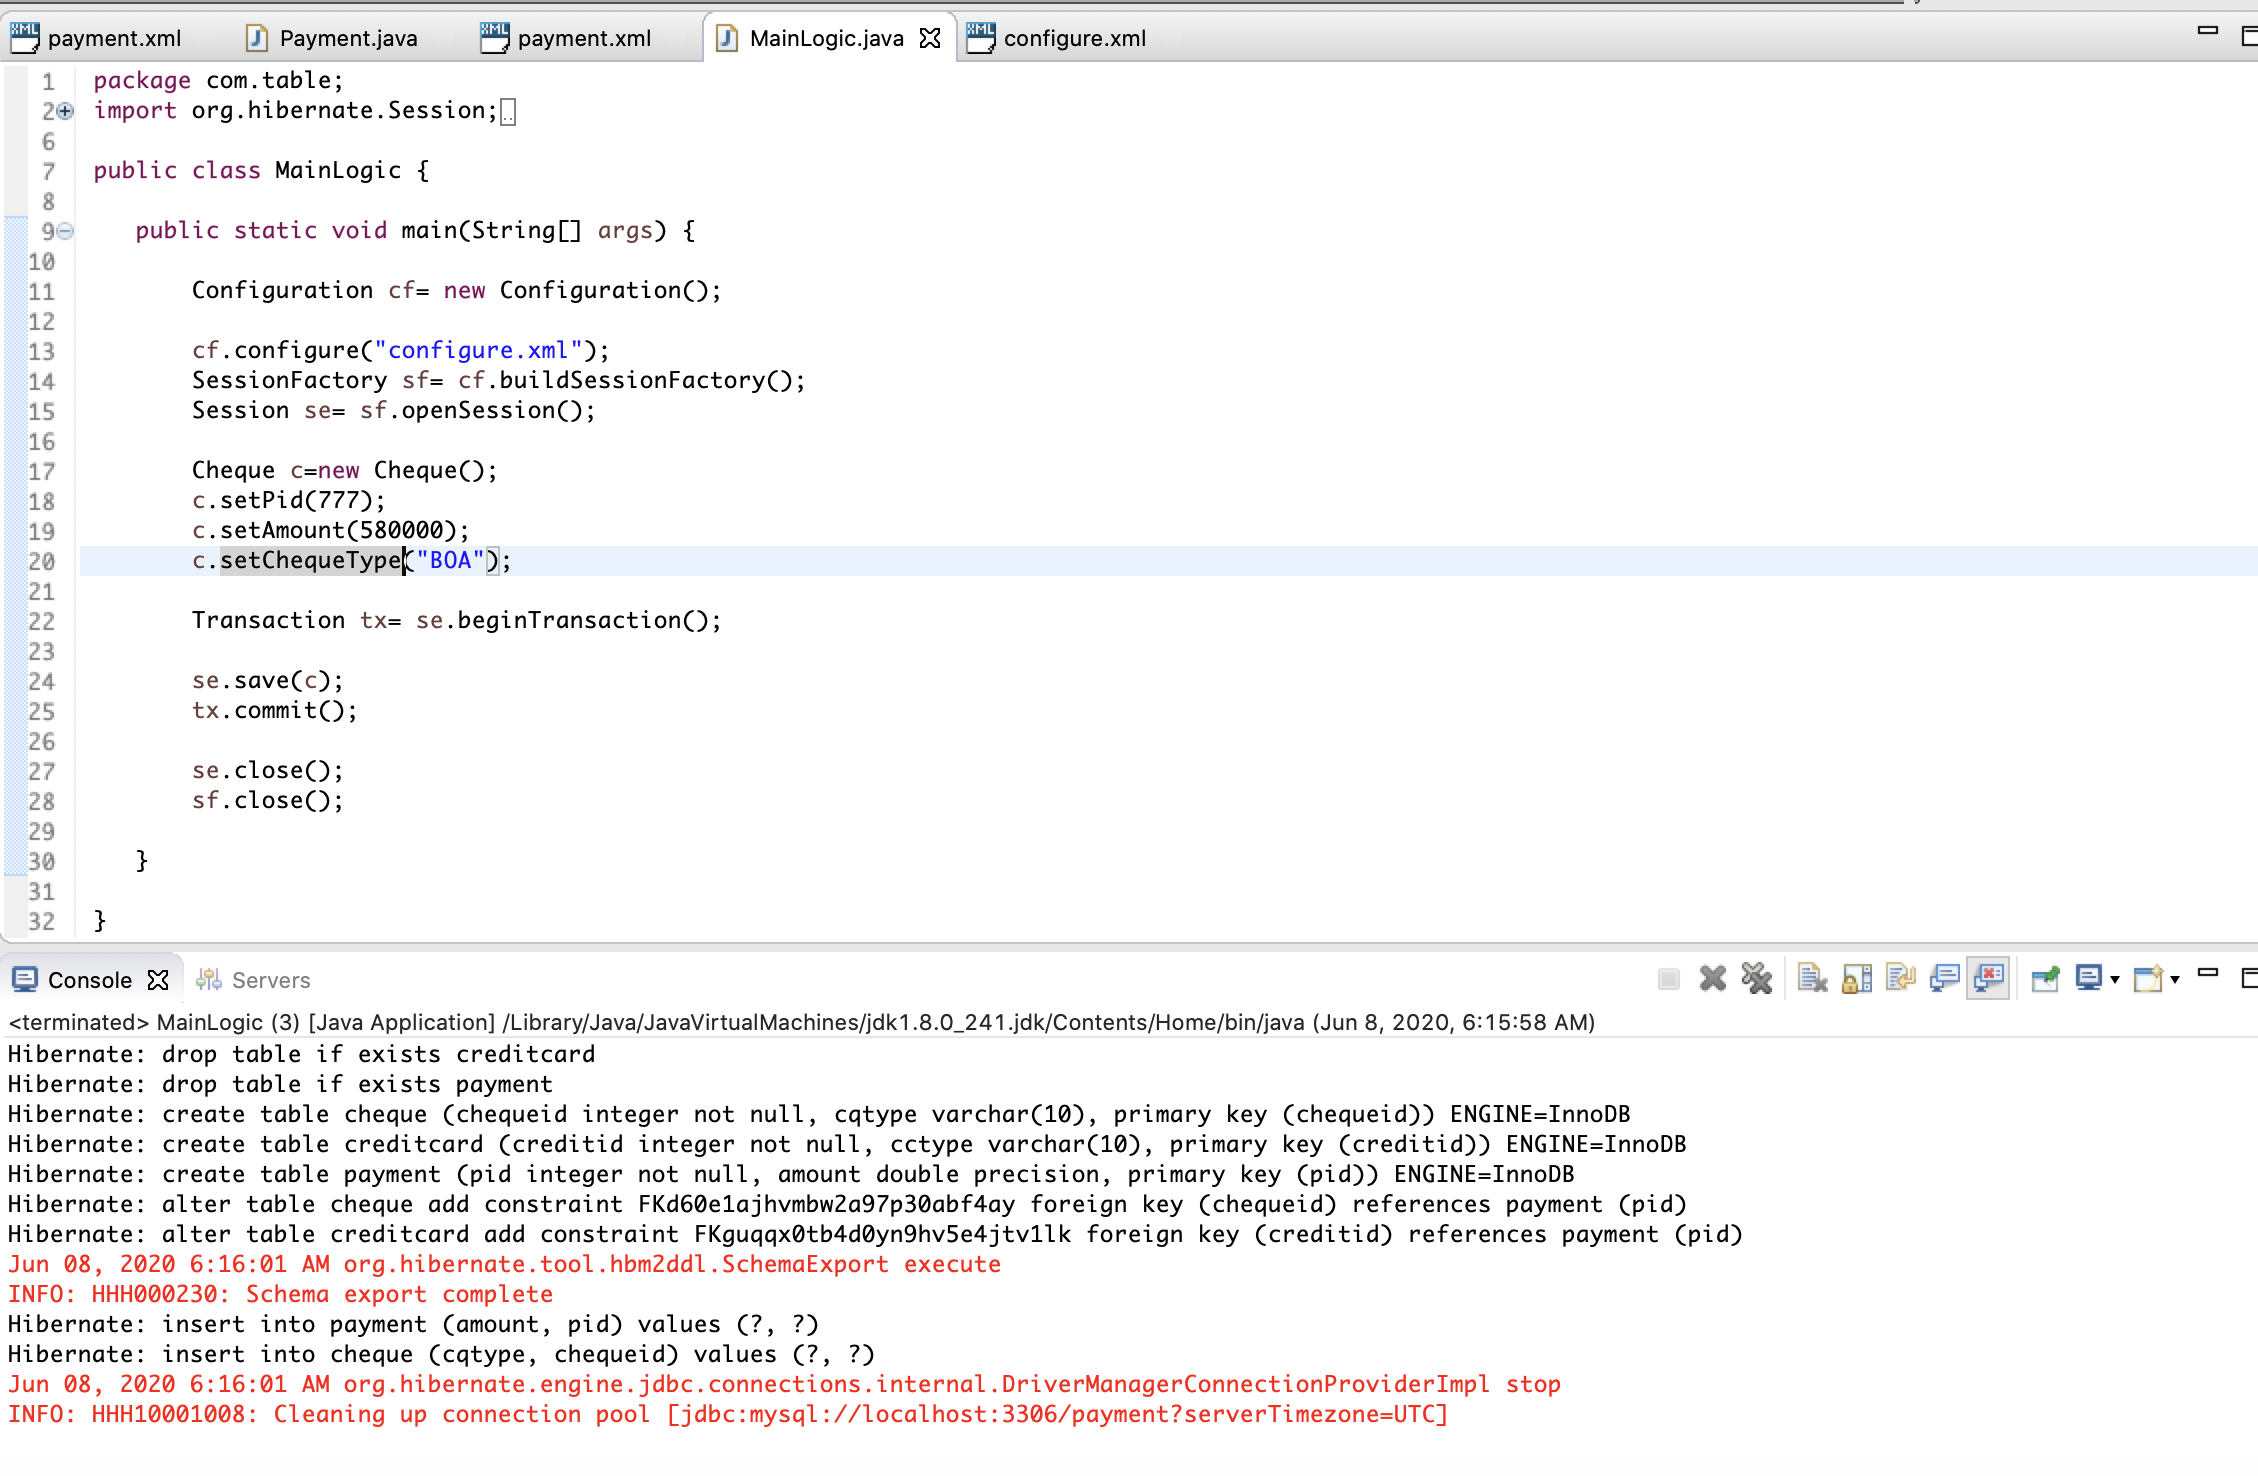 payment.xml Payment.java payment.xml MainLogic.java configure.xml
1 package com.table;
2 import org.hibernate.Session;
6
7 public class MainLogic {
8
9 public static void main(String[] args) {
10
11 Configuration cf= new Configuration();
12
13 cf.configure("configure.xml");
14 SessionFactory sf= cf.buildSessionFactory();
15 Session se= sf.openSession();
16
17 Cheque c=new Cheque();
18 c.setPid(777);
19 c.setAmount(580000);
20 c.setChequeType("BOA");
21
22 Transaction tx= se.beginTransaction();
23
24 se.save(c);
25 tx.commit();
26
27 se.close();
28 sf.close();
29
30 }
31
32 }
Console Servers
<terminated> MainLogic (3) [Java Application] /Library/Java/JavaVirtualMachines/jdk1.8.0_241.jdk/Contents/Home/bin/java (Jun 8, 2020, 6:15:58 AM)
Hibernate: drop table if exists creditcard
Hibernate: drop table if exists payment
Hibernate: create table cheque (chequeid integer not null, cqtype varchar(10), primary key (chequeid)) ENGINE=InnoDB
Hibernate: create table creditcard (creditid integer not null, cctype varchar(10), primary key (creditid)) ENGINE=InnoDB
Hibernate: create table payment (pid integer not null, amount double precision, primary key (pid)) ENGINE=InnoDB
Hibernate: alter table cheque add constraint FKd60e1ajhvmbw2a97p30abf4ay foreign key (chequeid) references payment (pid)
Hibernate: alter table creditcard add constraint FKguqqx0tb4d0yn9hv5e4jtv1lk foreign key (creditid) references payment (pid)
Jun 08, 2020 6:16:01 AM org.hibernate.tool.hbm2ddl.SchemaExport execute
INFO: HHH000230: Schema export complete
Hibernate: insert into payment (amount, pid) values (?, ?)
Hibernate: insert into cheque (cqtype, chequeid) values (?, ?)
Jun 08, 2020 6:16:01 AM org.hibernate.engine.jdbc.connections.internal.DriverManagerConnectionProviderImpl stop
INFO: HHH10001008: Cleaning up connection pool [jdbc:mysql://localhost:3306/payment?serverTimezone=UTC]